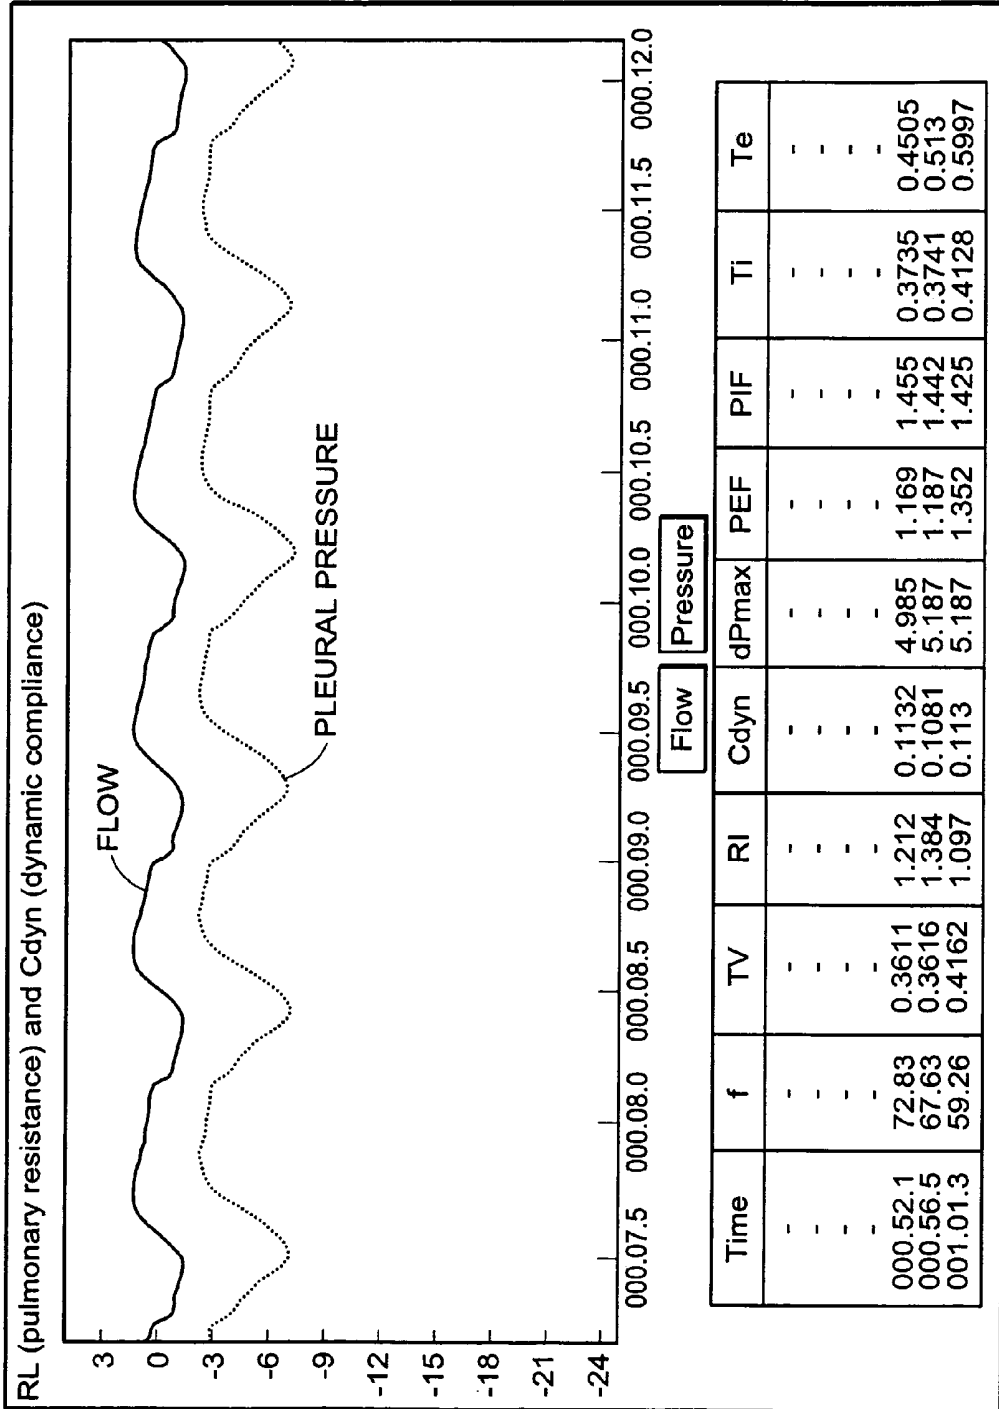 RL (pulmonary resistance) and Cdyn (dynamic compliance)
3
0
-3
-6
-9
-12
-15
-18
-21
-24
FLOW
PLEURAL PRESSURE
000.07.5 000.08.0 000.08.5 000.09.0 000.09.5 000.10.0 000.10.5 000.11.0 000.11.5 000.12.0
Flow Pressure
Time f TV RI Cdyn dPmax PEF PIF Ti Te
- - - - - - - - - -
- - - - - - - - - -
- - - - - - - - - -
- - - - - - - - - -
000.52.1 72.83 0.3611 1.212 0.1132 4.985 1.169 1.455 0.3735 0.4505
000.56.5 67.63 0.3616 1.384 0.1081 5.187 1.187 1.442 0.3741 0.513
001.01.3 59.26 0.4162 1.097 0.113 5.187 1.352 1.425 0.4128 0.5997